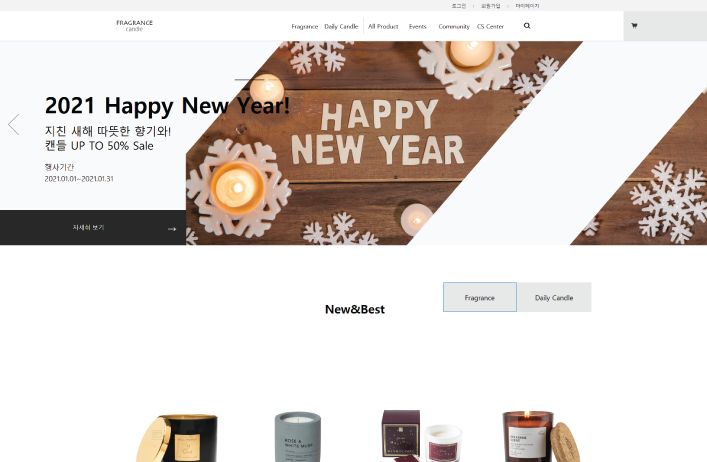 로그인 | 회원가입 | 마이페이지
FRAGRANCE
candle
Fragrance Daily Candle All Product Events Community CS Center
2021 Happy New Year!
지친 새해 따뜻한 향기와!
캔들 UP TO 50% Sale
행사기간
2021.01.01~2021.01.31
자세히 보기
HAPPY
NEW YEAR
New&Best
Fragrance
Daily Candle
ROSE &
WHITE MUSK